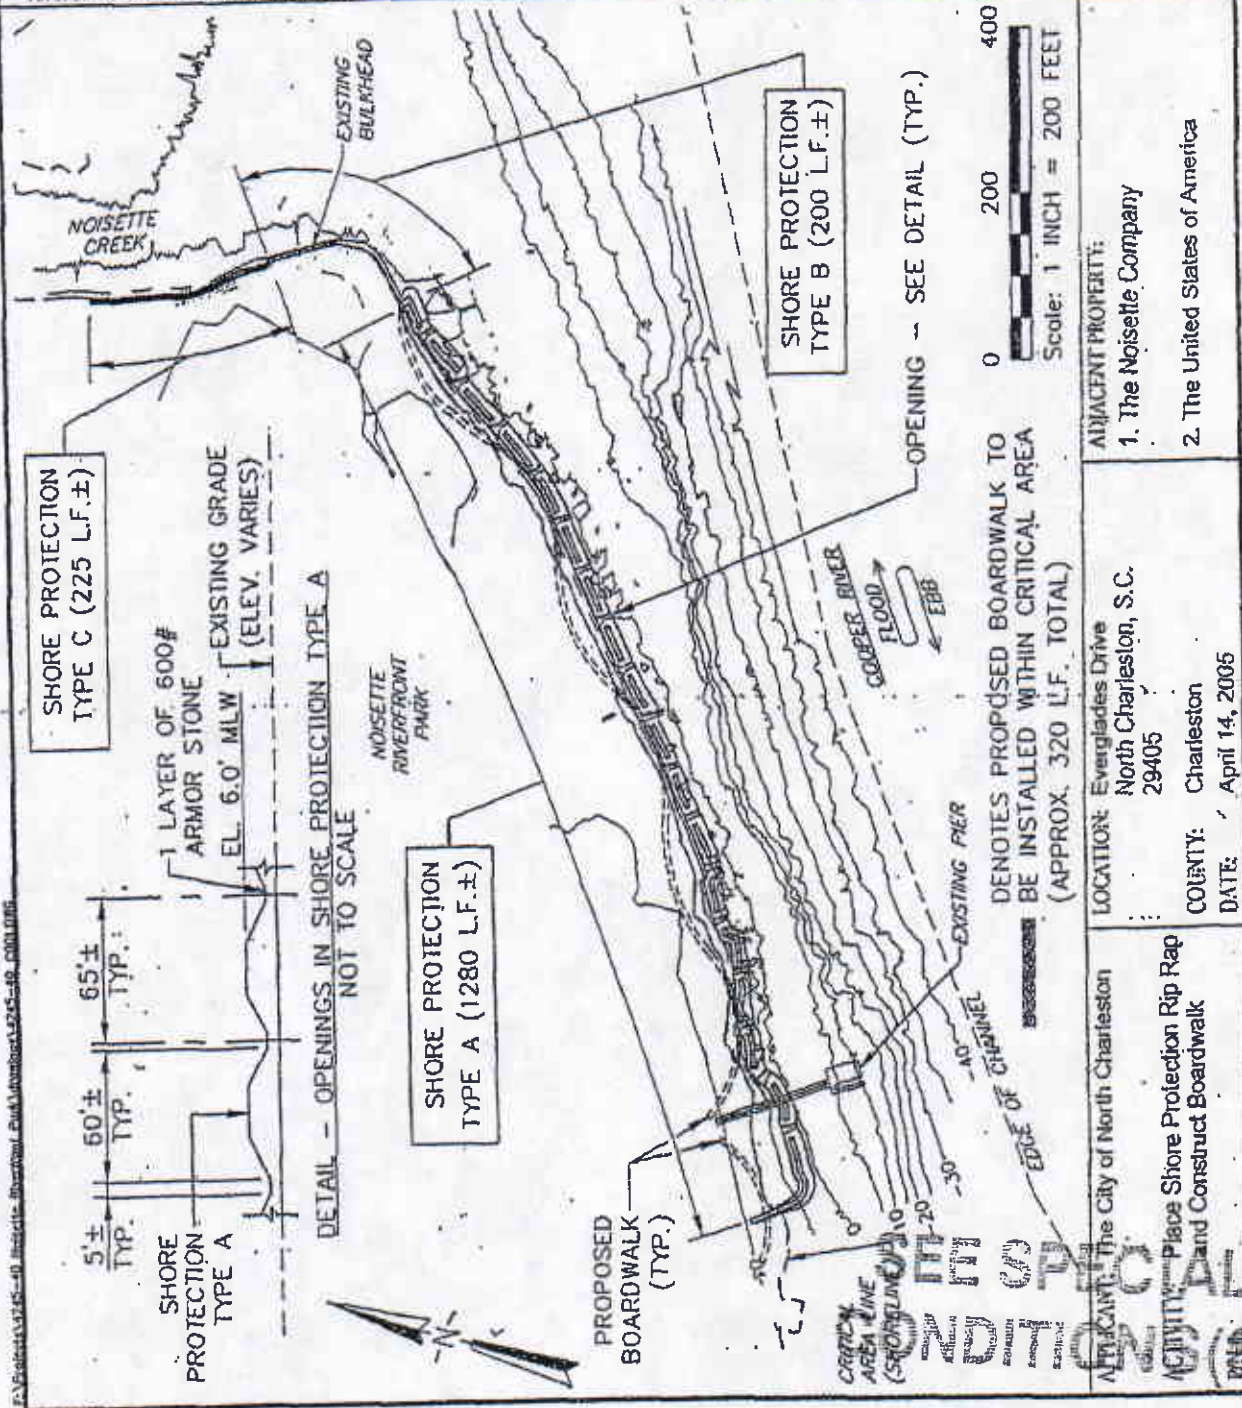 SHORE PROTECTION
TYPE C (225 L.F.±)
NOISETTE
CREEK
EXISTING
BULKHEAD
5'±
TYP.
60'±
TYP.
65'±
TYP.
SHORE
PROTECTION
TYPE A
1 LAYER OF 600#
ARMOR STONE
EL. 6.0' MLW
EXISTING GRADE
(ELEV. VARIES)
DETAIL - OPENINGS IN SHORE PROTECTION TYPE A
NOT TO SCALE
NOISETTE
RIVERFRONT
PARK
SHORE PROTECTION
TYPE A (1280 L.F.±)
SHORE PROTECTION
TYPE B (200 L.F.±)
OPENING - SEE DETAIL (TYP.)
N
PROPOSED
BOARDWALK
(TYP.)
COOPER RIVER
FLOOD
EBB
EXISTING PIER
CRITICAL
AREA LINE
(SHORELINE)
0
10
20
-30
-40
EDGE OF CHANNEL
DENOTES PROPOSED BOARDWALK TO
BE INSTALLED WITHIN CRITICAL AREA
(APPROX. 320 L.F. TOTAL)
0 200 400
Scale: 1 INCH = 200 FEET
APPLICANT: The City of North Charleston
ACTIVITY: Place Shore Protection Rip Rap
and Construct Boardwalk
LOCATION: Everglades Drive
North Charleston, S.C.
29405
COUNTY: Charleston
DATE: April 14, 2005
ADJACENT PROPERTY:
1. The Noisette Company
2. The United States of America